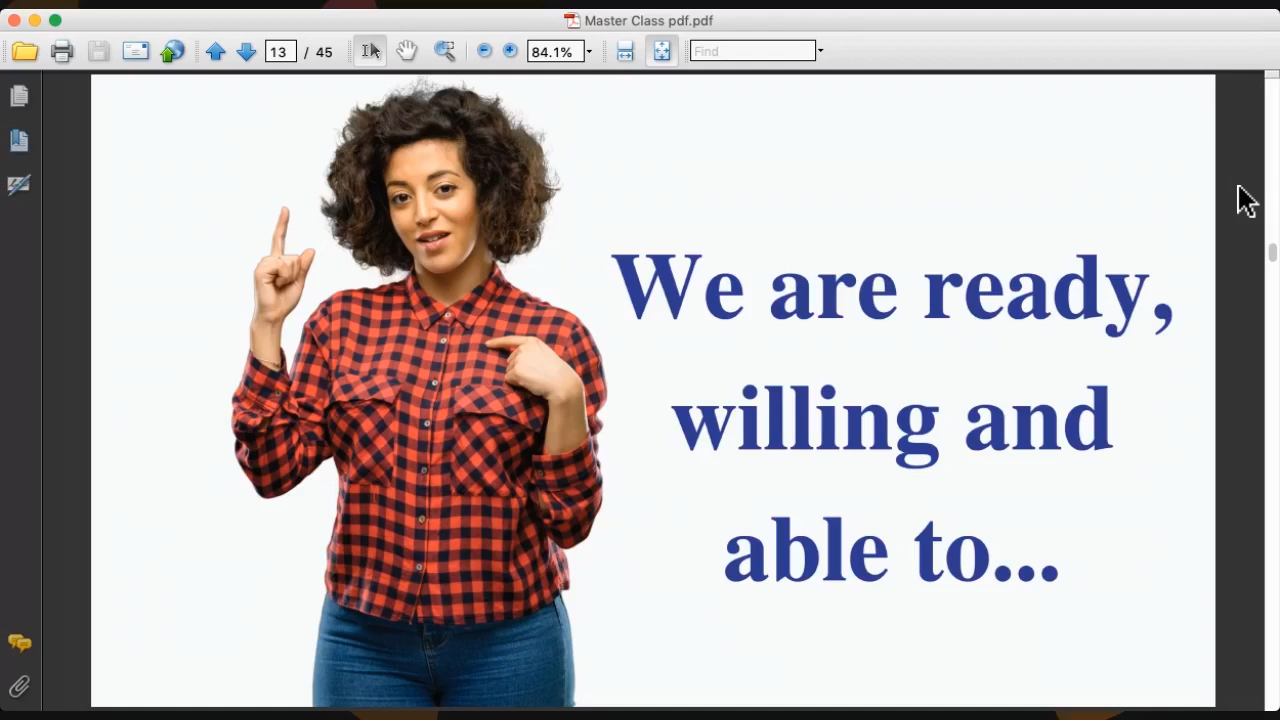 Master Class pdf.pdf
13 / 45
84.1%
Find
We are ready,
willing and
able to...